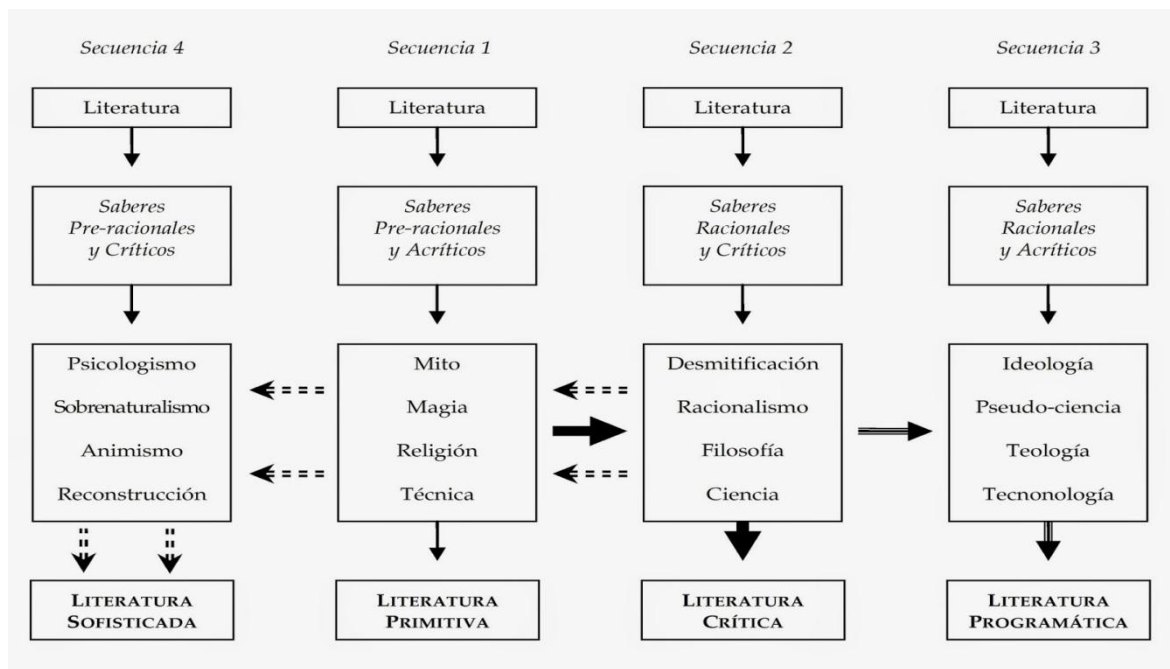 Secuencia 4
Literatura
Saberes
Pre-racionales
y Críticos
Psicologismo
Sobrenaturalismo
Animismo
Reconstrucción
LITERATURA
SOFISTICADA
Secuencia 1
Literatura
Saberes
Pre-racionales
y Acríticos
Mito
Magia
Religión
Técnica
LITERATURA
PRIMITIVA
Secuencia 2
Literatura
Saberes
Racionales
y Críticos
Desmitificación
Racionalismo
Filosofía
Ciencia
LITERATURA
CRÍTICA
Secuencia 3
Literatura
Saberes
Racionales
y Acríticos
Ideología
Pseudo-ciencia
Teología
Tecnonología
LITERATURA
PROGRAMÁTICA